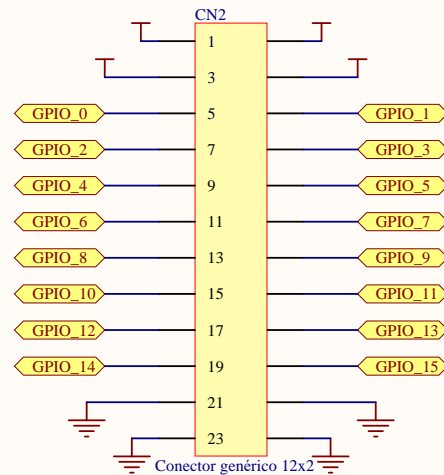 CN2
1
3
GPIO_0 5 GPIO_1
GPIO_2 7 GPIO_3
GPIO_4 9 GPIO_5
GPIO_6 11 GPIO_7
GPIO_8 13 GPIO_9
GPIO_10 15 GPIO_11
GPIO_12 17 GPIO_13
GPIO_14 19 GPIO_15
21
23
Conector genérico 12x2